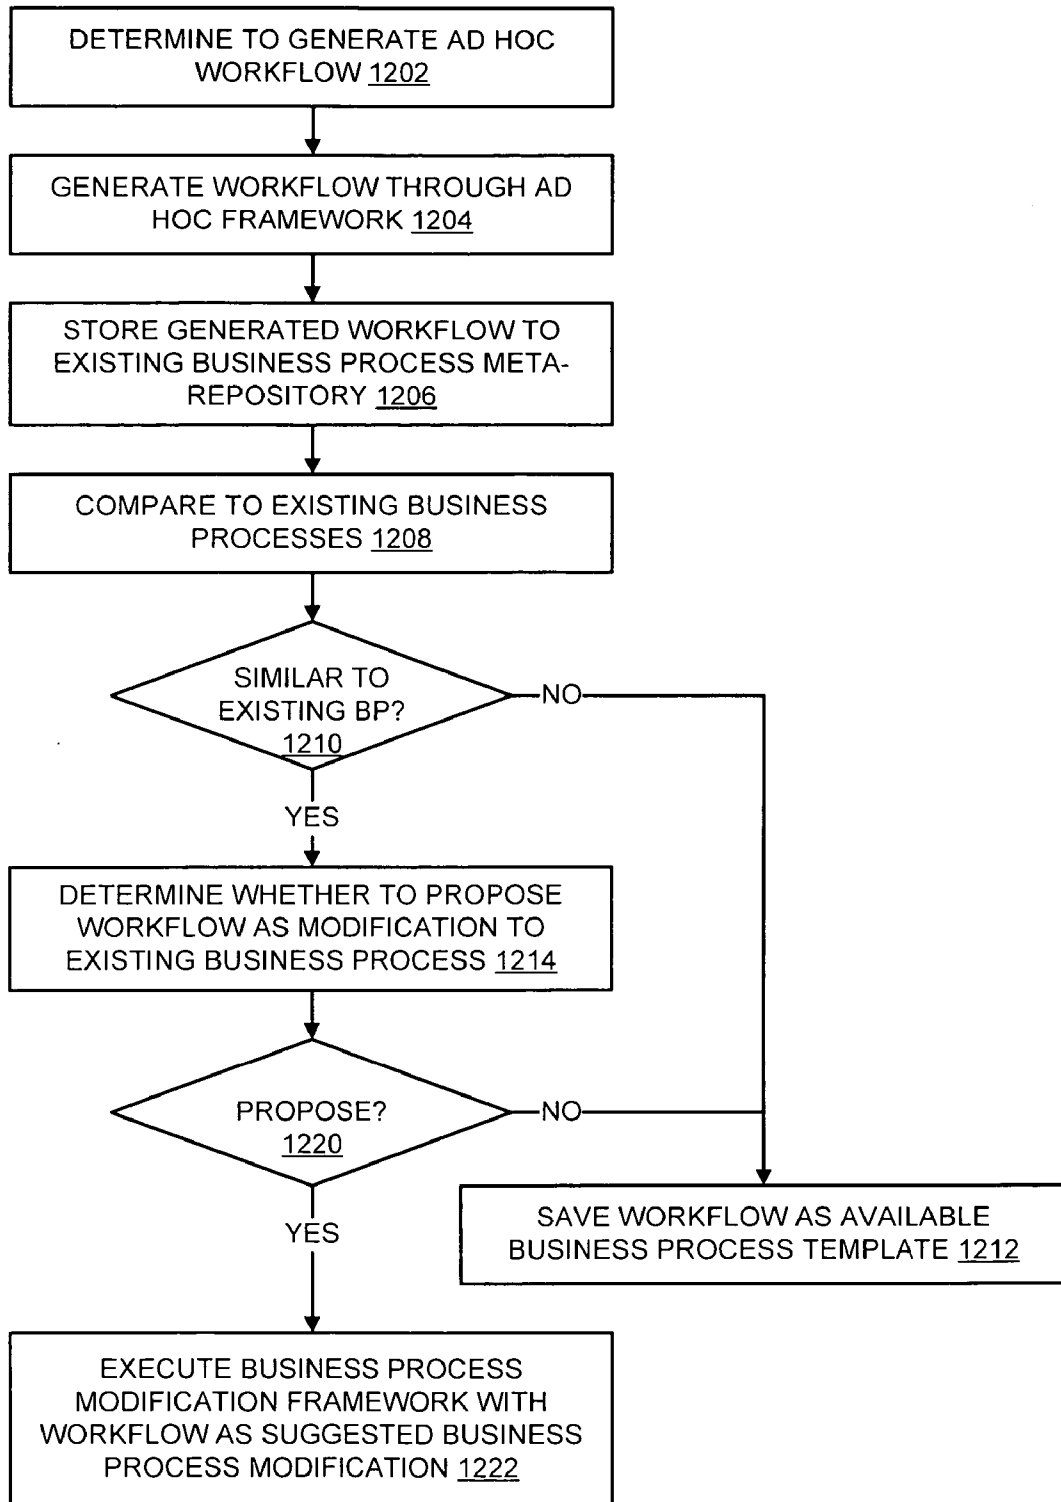 DETERMINE TO GENERATE AD HOC
WORKFLOW 1202
GENERATE WORKFLOW THROUGH AD
HOC FRAMEWORK 1204
STORE GENERATED WORKFLOW TO
EXISTING BUSINESS PROCESS META-
REPOSITORY 1206
COMPARE TO EXISTING BUSINESS
PROCESSES 1208
SIMILAR TO
EXISTING BP?
1210
NO
YES
DETERMINE WHETHER TO PROPOSE
WORKFLOW AS MODIFICATION TO
EXISTING BUSINESS PROCESS 1214
PROPOSE?
1220
NO
YES
SAVE WORKFLOW AS AVAILABLE
BUSINESS PROCESS TEMPLATE 1212
EXECUTE BUSINESS PROCESS
MODIFICATION FRAMEWORK WITH
WORKFLOW AS SUGGESTED BUSINESS
PROCESS MODIFICATION 1222